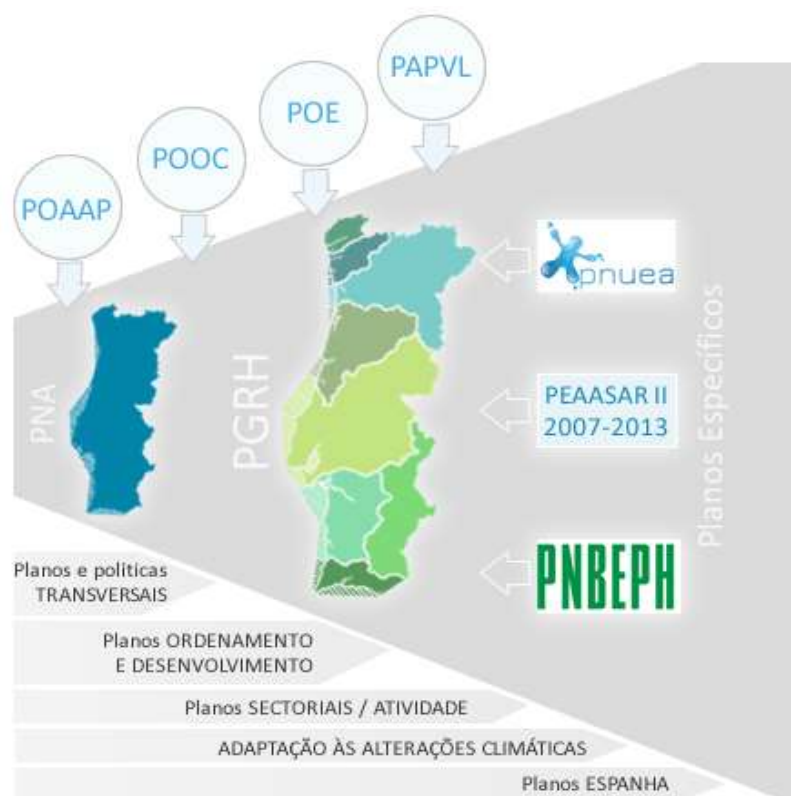 PAPVL
POE
POOC
POAAP
pnuea
PNA
PGRH
PEAASAR II
2007-2013
Planos Específicos
PNBEPH
Planos e politicas
TRANSVERSAIS
Planos ORDENAMENTO
E DESENVOLVIMENTO
Planos SECTORIAIS / ATIVIDADE
ADAPTAÇÃO ÀS ALTERAÇÕES CLIMÁTICAS
Planos ESPANHA